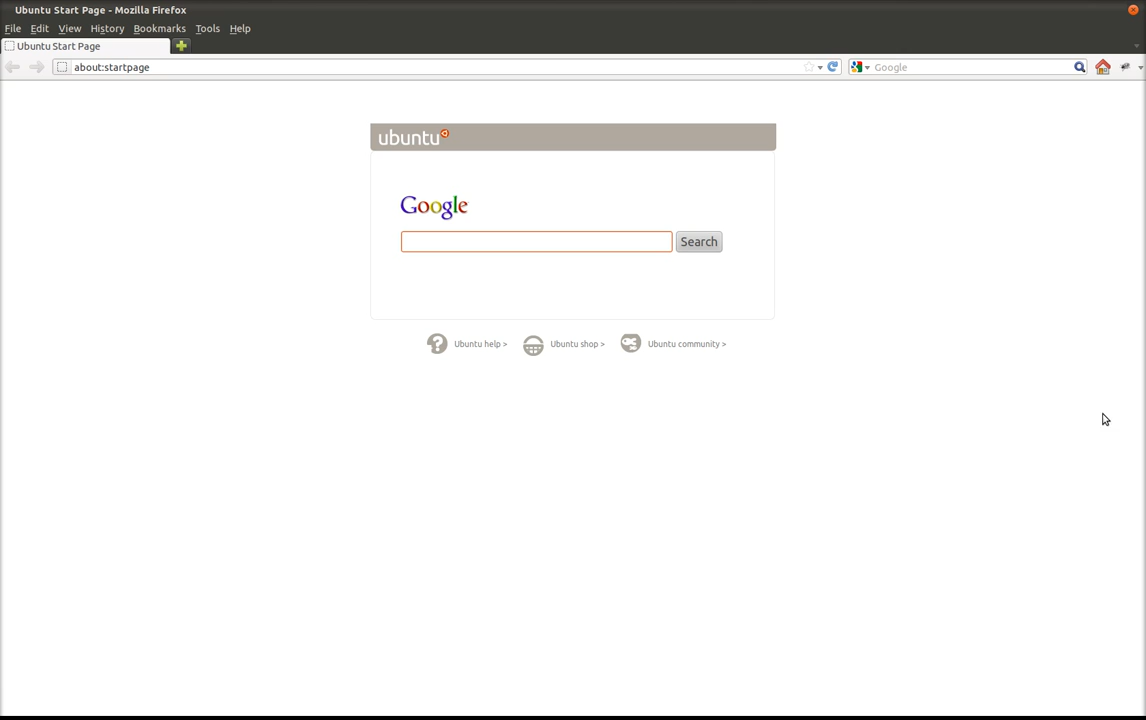 Ubuntu Start Page - Mozilla Firefox
File Edit View History Bookmarks Tools Help
Ubuntu Start Page
about:startpage Google
ubuntu
Google
Search
Ubuntu help > Ubuntu shop > Ubuntu community >